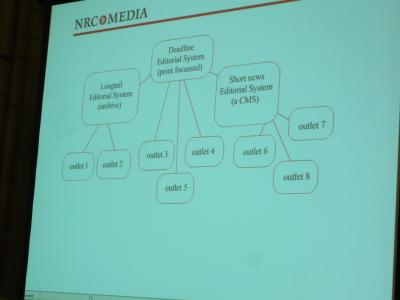 NRC MEDIA
Deadline
Editorial System
(print focussed)
Longtail
Editorial System
(archive)
Short news
Editorial System
(a CMS)
outlet 1
outlet 2
outlet 3
outlet 4
outlet 5
outlet 6
outlet 7
outlet 8